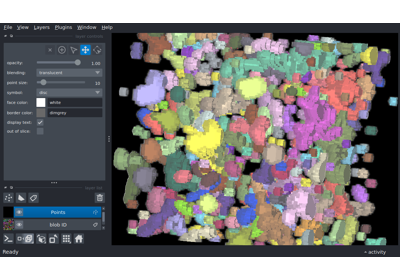 File View Layers Plugins Window Help
opacity: 1.00
blending: translucent
point size: 10
symbol: disc
face color: white
border color: dimgrey
display text:
out of slice:
Points
blob ID
Ready
activity